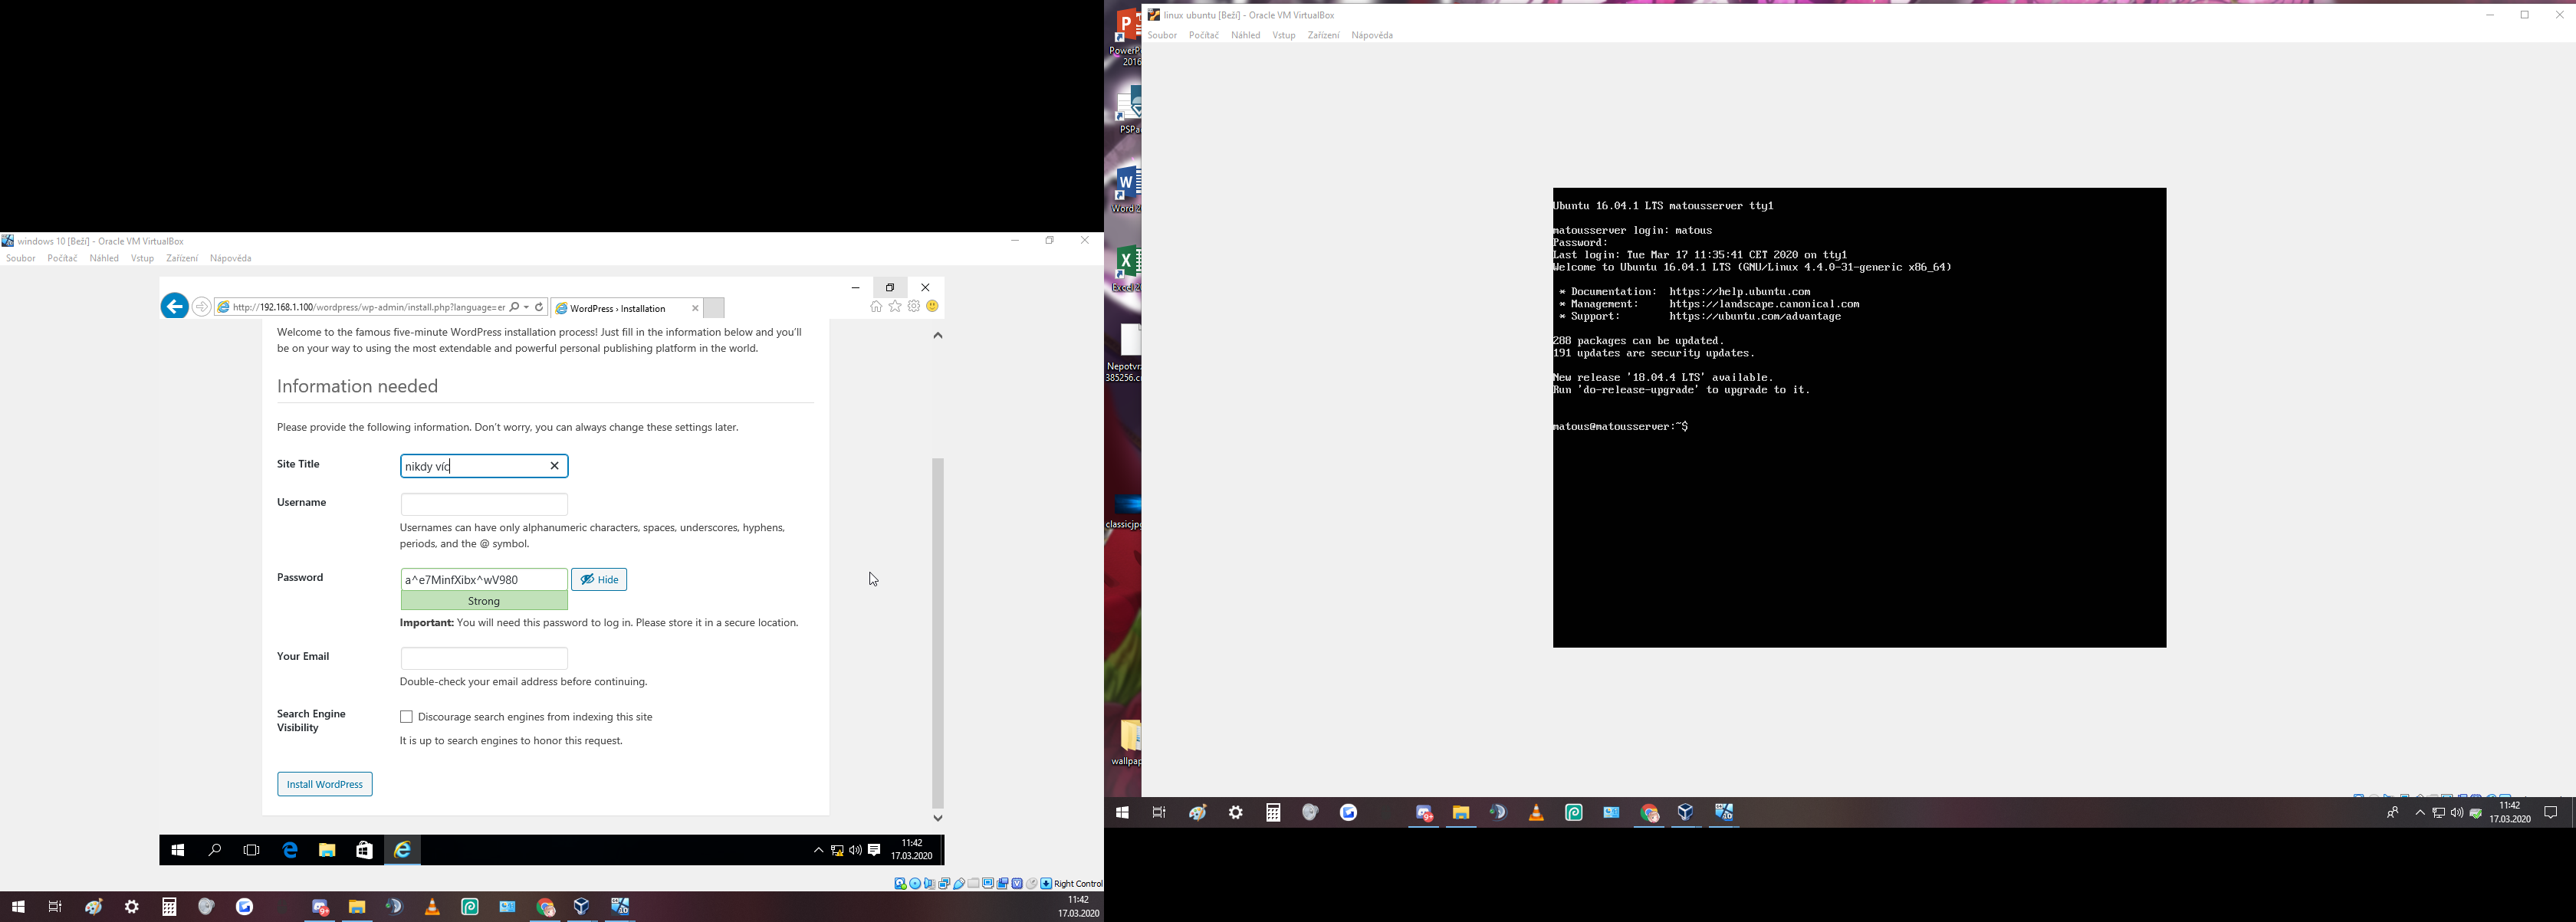 windows 10 [Beží] - Oracle VM VirtualBox
Soubor Počítač Náhled Vstup Zařízení Nápověda
http://192.168.1.100/wordpress/wp-admin/install.php?language=er
WordPress › Installation
Welcome to the famous five-minute WordPress installation process! Just fill in the information below and you'll
be on your way to using the most extendable and powerful personal publishing platform in the world.
Information needed
Please provide the following information. Don't worry, you can always change these settings later.
Site Title
nikdy víc
Username
Usernames can have only alphanumeric characters, spaces, underscores, hyphens,
periods, and the @ symbol.
Password
a^e7MinfXibx^wV980
Hide
Strong
Important: You will need this password to log in. Please store it in a secure location.
Your Email
Double-check your email address before continuing.
Search Engine
Visibility
Discourage search engines from indexing this site
It is up to search engines to honor this request.
Install WordPress
11:42
17.03.2020
Right Control
11:42
17.03.2020
PowerP
2016
PSPa
Word 2
Excel 2
Nepotvr
385256.c
classicjpg
wallpap
linux ubuntu [Beží] - Oracle VM VirtualBox
Soubor Počítač Náhled Vstup Zařízení Nápověda
Ubuntu 16.04.1 LTS matousserver tty1
matousserver login: matous
Password:
Last login: Tue Mar 17 11:35:41 CET 2020 on tty1
Welcome to Ubuntu 16.04.1 LTS (GNU/Linux 4.4.0-31-generic x86_64)
* Documentation: https://help.ubuntu.com
* Management: https://landscape.canonical.com
* Support: https://ubuntu.com/advantage
288 packages can be updated.
191 updates are security updates.
New release '18.04.4 LTS' available.
Run 'do-release-upgrade' to upgrade to it.
matous@matousserver:~$
11:42
17.03.2020